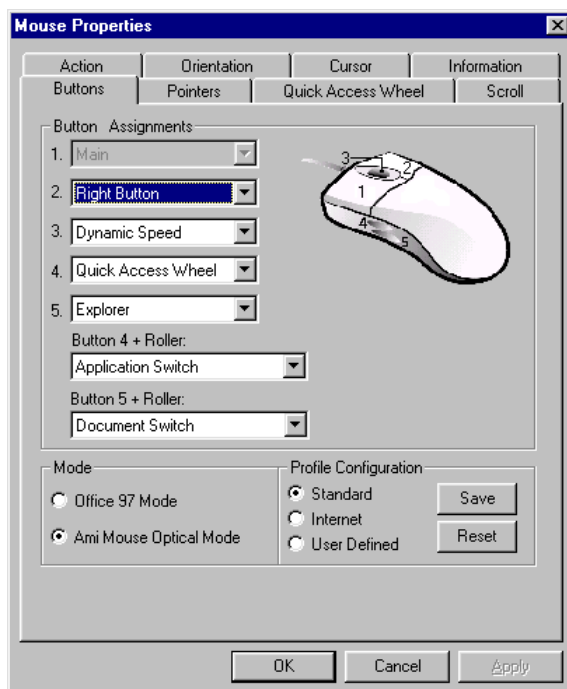 Mouse Properties
Action Orientation Cursor Information
Buttons Pointers Quick Access Wheel Scroll
Button Assignments
1. Main
2. Right Button
3. Dynamic Speed
4. Quick Access Wheel
5. Explorer
3
2
1
4
5
Button 4 + Roller:
Application Switch
Button 5 + Roller:
Document Switch
Mode
Office 97 Mode
Ami Mouse Optical Mode
Profile Configuration
Standard
Internet
User Defined
Save
Reset
OK Cancel Apply